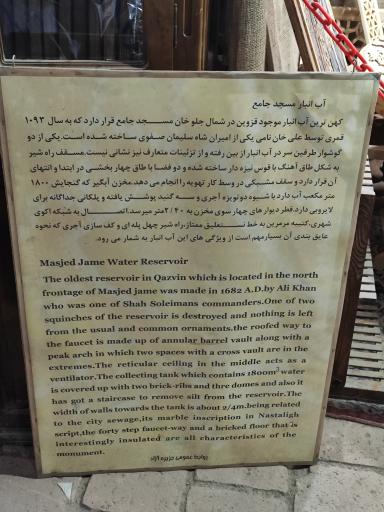 آب انبار مسجد جامع
کهن ترین آب انبار موجود قزوین در شمال جلو خان مسـجد جامع قرار دارد که به سال ۱۰۹۳
قمری توسط علی خان نامی یکی از امیران شاه سلیمان صفوی ساخته شده است. یکی از دو
گوشوار طرفین سر در آب انبار از بین رفته و از تزئینات متعارف نیز نشانی نیست. مسقف راه شیر
به شکل طاق آهنگ با قوس نیزه دار ساخته شده و دو فضا با طاق چهار بخشی در ابتدا و انتهای
آن قرار دارد و سقف مشبکی در وسط کار تهویه را انجام می دهد. مخزن آبگیر که گنجایش ۱۸۰۰
متر مکعب آب دارد با شیوه دو تویزه آجری و سه گنبد پوشش یافته و پلکانی جداگانه برای
لایروبی دارد. قطر دیوار های چهار سوی مخزن به ۲/۴۰ متر میرسد. اتصال به شبکه اگوی
شهری، کتیبه مرمرین به خط نستعلیق ممتاز، راه شیر چهل پله ای و کف سازی آجری که نحوه
عایق بندی آن بسیار مهم است از ویژگی های این آب انبار به شمار می رود.
Masjed Jame Water Reservoir
The oldest reservoir in Qazvin which is located in the north
frontage of Masjed jame was made in 1682 A.D.by Ali Khan
who was one of Shah Soleimans commanders.One of two
squinches of the reservoir is destroyed and nothing is left
from the usual and common ornaments.the roofed way to
the faucet is made up of annular barrel vault along with a
peak arch in which two spaces with a cross vault are in the
extremes.The reticular ceiling in the middle acts as a
ventilator.The collecting tank which contains 1800m³ water
is covered up with two brick-ribs and thre domes and also it
has got a staircase to remove silt from the reservoir.The
width of walls towards the tank is about 2/4m.being related
to the city sewage,its marble inscription in Nastaligh
script,the forty step faucet-way and a bricked floor that is
interestingly insulated are all characteristics of the
monument.
روابط عمومی جزیره ۸۹۷۴